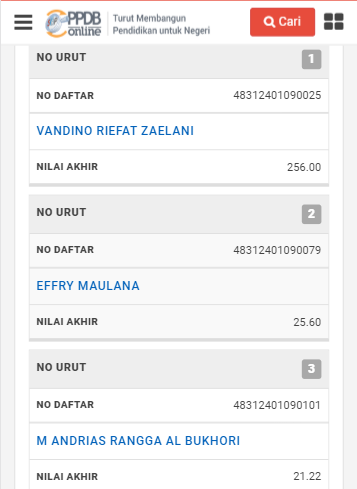 PPDB online
Turut Membangun
Pendidikan untuk Negeri
Cari
NO URUT 1
NO DAFTAR 48312401090025
VANDINO RIEFAT ZAELANI
NILAI AKHIR 256.00
NO URUT 2
NO DAFTAR 48312401090079
EFFRY MAULANA
NILAI AKHIR 25.60
NO URUT 3
NO DAFTAR 48312401090101
M ANDRIAS RANGGA AL BUKHORI
NILAI AKHIR 21.22